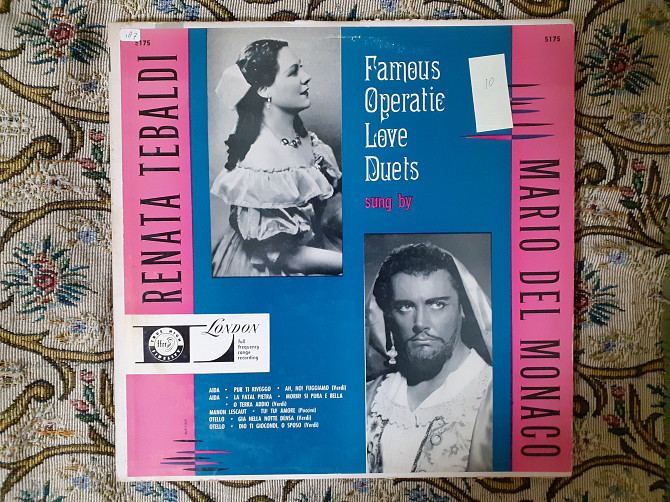 187
5175
5175
RENATA TEBALDI
Famous
Operatic
Love
Duets
sung by
10
MARIO DEL MONACO
LONDON
ffrr
full
frequency
range
recording
AIDA • PUR TI RIVEGGO • AH, NO! FUGGIAMO (Verdi)
AIDA • LA FATAL PIETRA • MORIR! SI PURA E BELLA
• O TERRA ADDIO (Verdi)
MANON LESCAUT • TU! TU! AMORE (Puccini)
OTELLO • GIA NELLA NOTTE DENSA (Verdi)
OTELLO • DIO TI GIOCONDI, O SPOSO (Verdi)